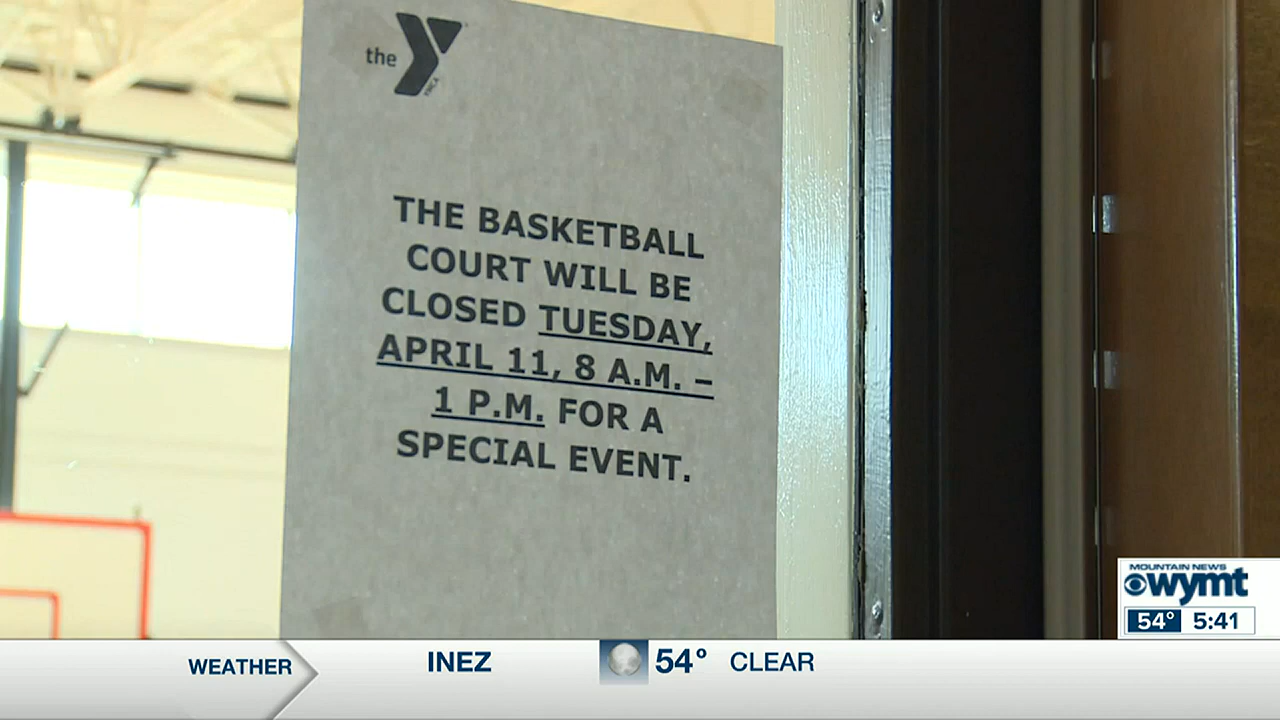 the Y
YMCA
THE BASKETBALL
COURT WILL BE
CLOSED TUESDAY,
APRIL 11, 8 A.M. –
1 P.M. FOR A
SPECIAL EVENT.
MOUNTAIN NEWS
wymt
54° 5:41
WEATHER INEZ 54° CLEAR